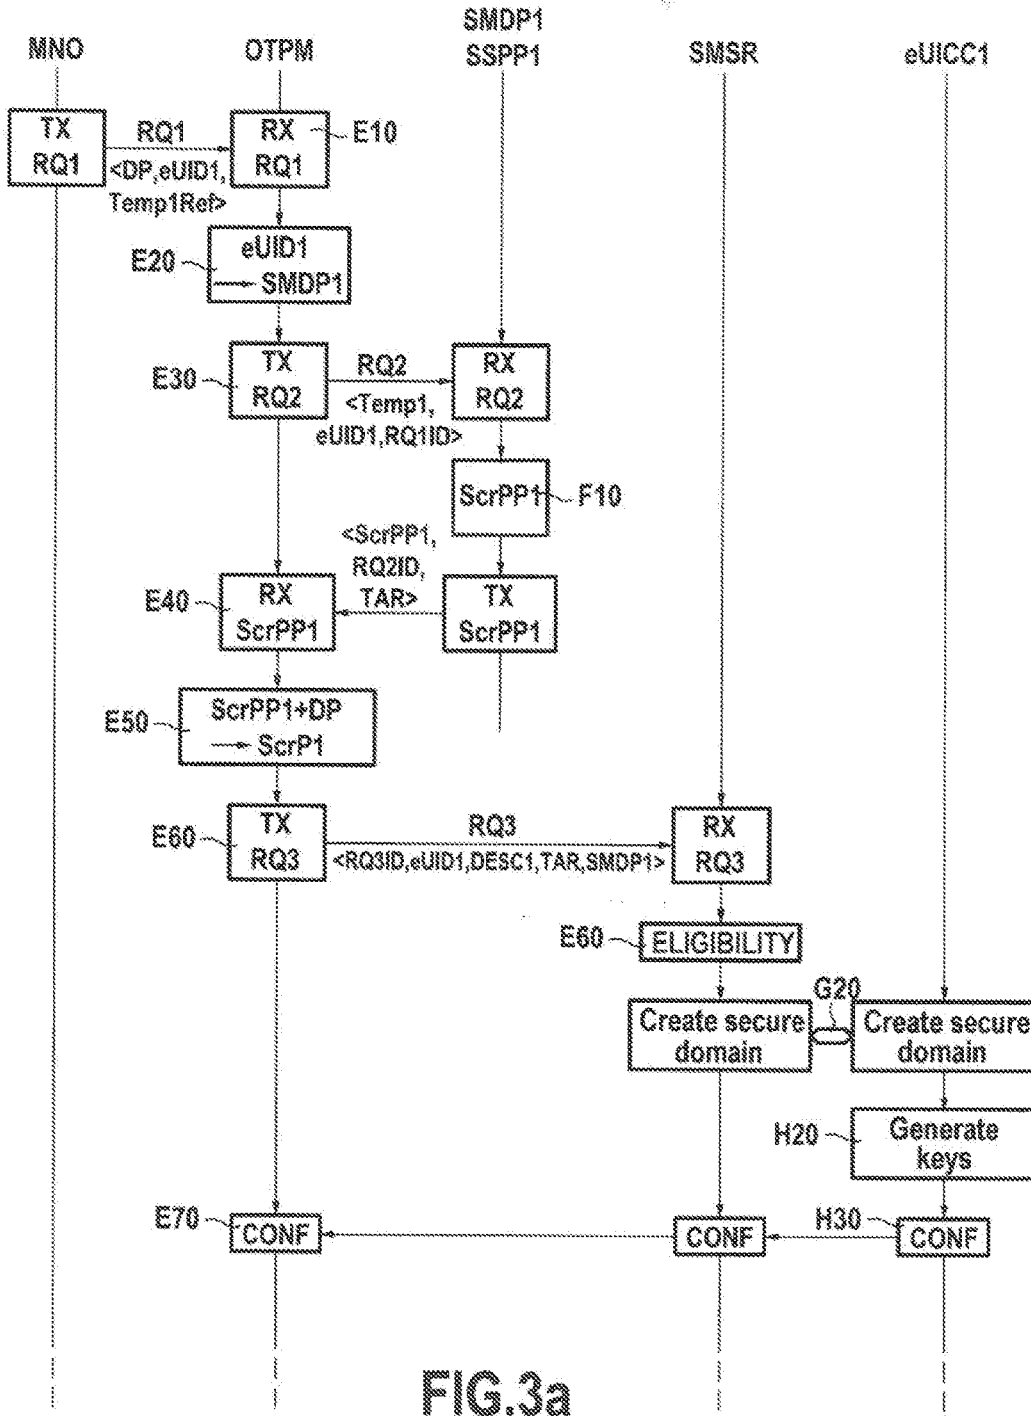 SMDP1
MNO OTPM SSPP1 SMSR eUICC1
TX
RQ1
RQ1
<DP,eUID1,
Temp1Ref>
RX
RQ1
E10
E20
eUID1
→ SMDP1
E30
TX
RQ2
RQ2
<Temp1,
eUID1,RQ1ID>
RX
RQ2
ScrPP1
F10
<ScrPP1,
RQ2ID,
TAR>
E40
RX
ScrPP1
TX
ScrPP1
E50
ScrPP1+DP
→ ScrP1
E60
TX
RQ3
RQ3
<RQ3ID,eUID1,DESC1,TAR,SMDP1>
RX
RQ3
E60
ELIGIBILITY
G20
Create secure
domain
Create secure
domain
H20
Generate
keys
E70
CONF
CONF
H30
CONF
FIG.3a